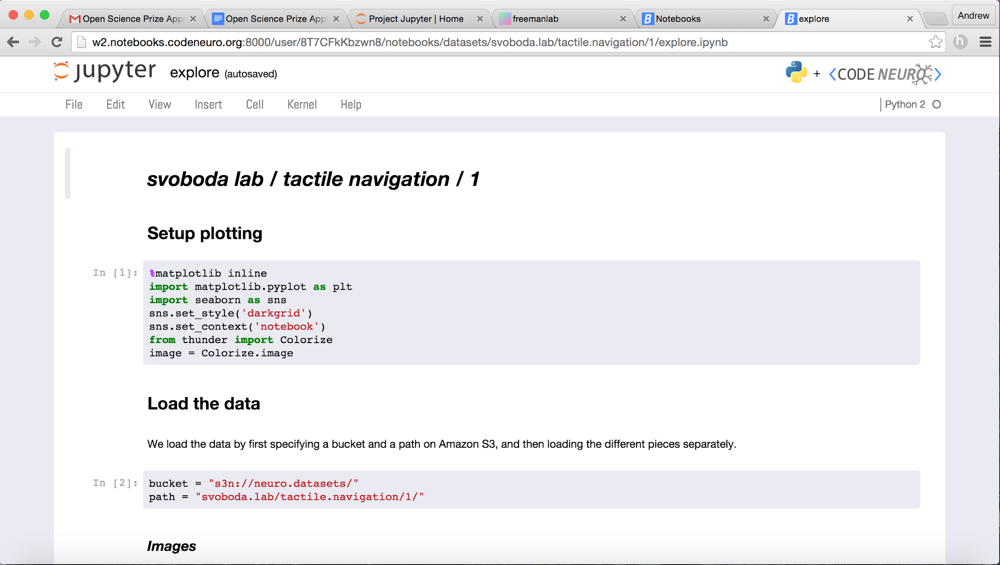 Open Science Prize App
Open Science Prize Appl
Project Jupyter | Home
freemanlab
Notebooks
explore
Andrew
w2.notebooks.codeneuro.org:8000/user/8T7CFkKbzwn8/notebooks/datasets/svoboda.lab/tactile.navigation/1/explore.ipynb
jupyter explore (autosaved)
+ <CODE NEURO>
File Edit View Insert Cell Kernel Help
Python 2
svoboda lab / tactile navigation / 1
Setup plotting
In [1]:
%matplotlib inline
import matplotlib.pyplot as plt
import seaborn as sns
sns.set_style('darkgrid')
sns.set_context('notebook')
from thunder import Colorize
image = Colorize.image
Load the data
We load the data by first specifying a bucket and a path on Amazon S3, and then loading the different pieces separately.
In [2]:
bucket = "s3n://neuro.datasets/"
path = "svoboda.lab/tactile.navigation/1/"
Images